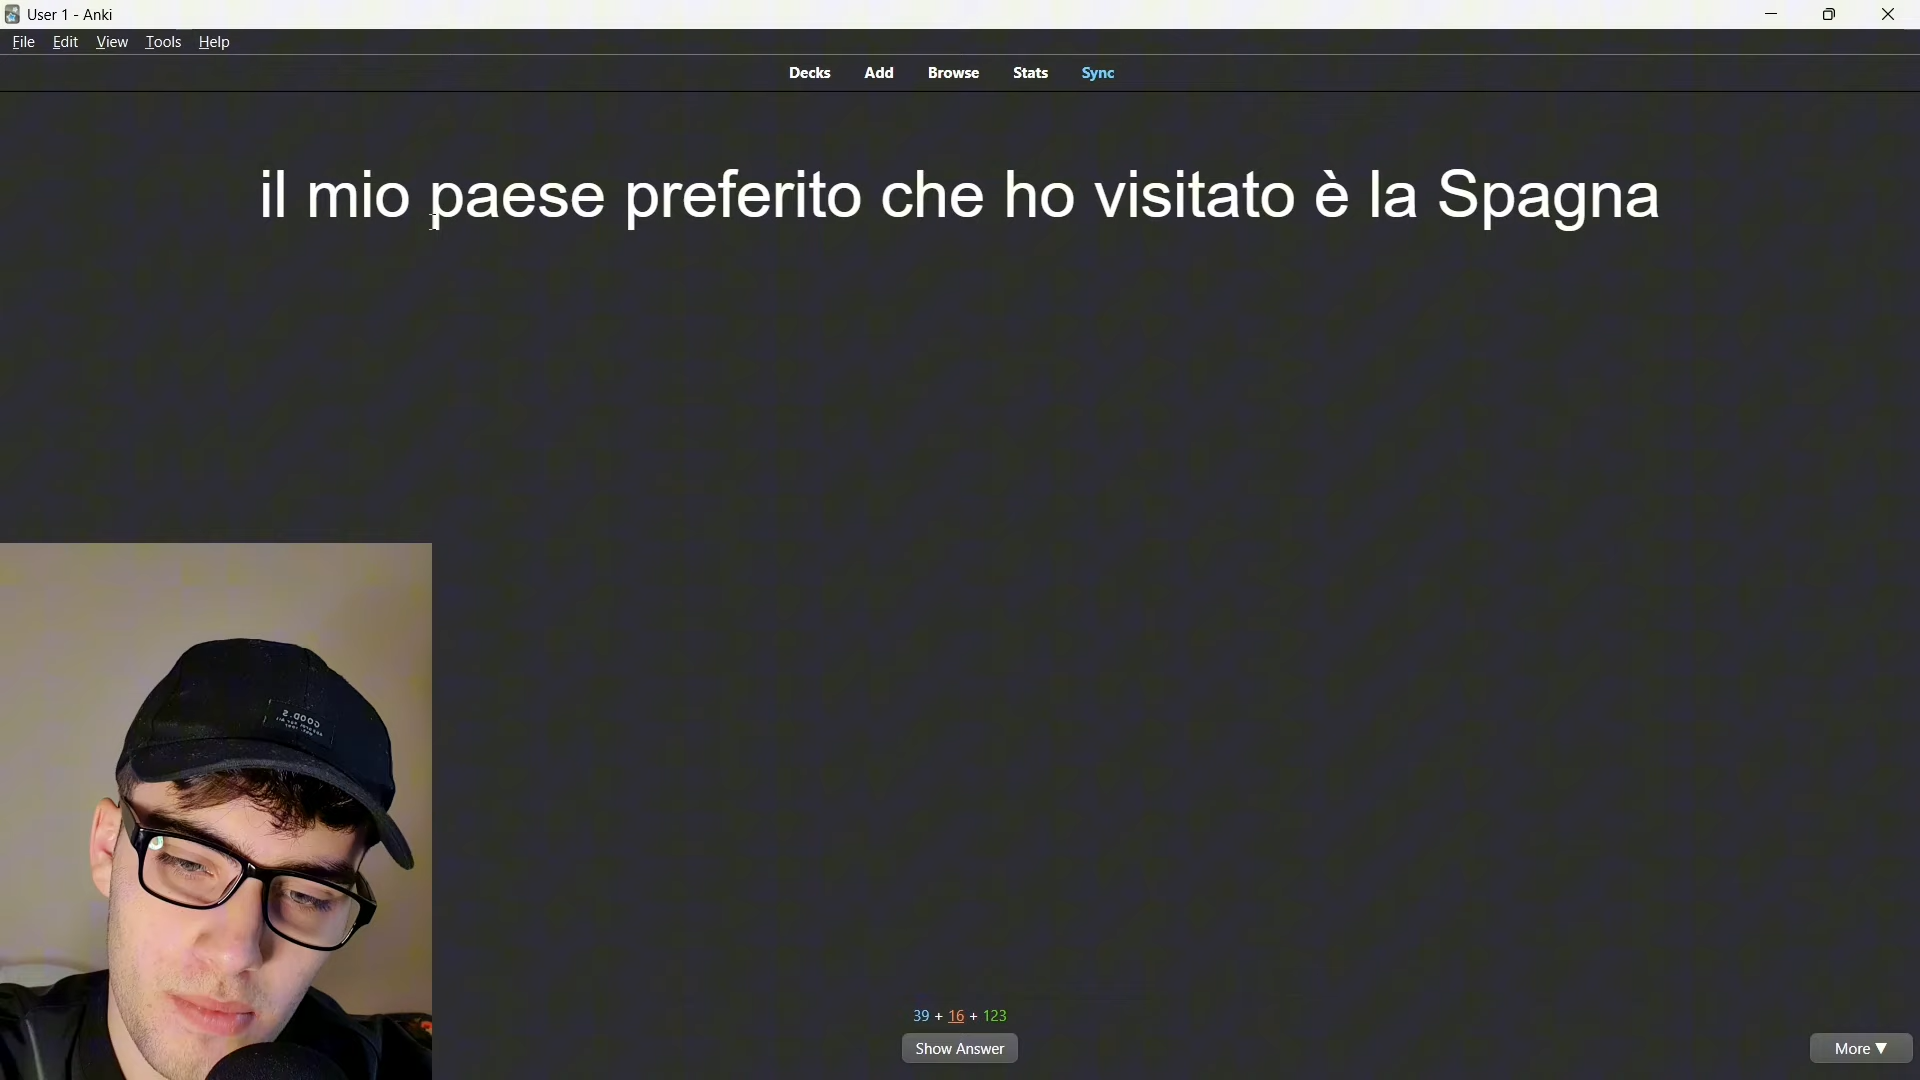 User 1 - Anki
File Edit View Tools Help
Decks Add Browse Stats Sync
il mio paese preferito che ho visitato è la Spagna
GOOD.S
39 + 16 + 123
Show Answer
More ▼